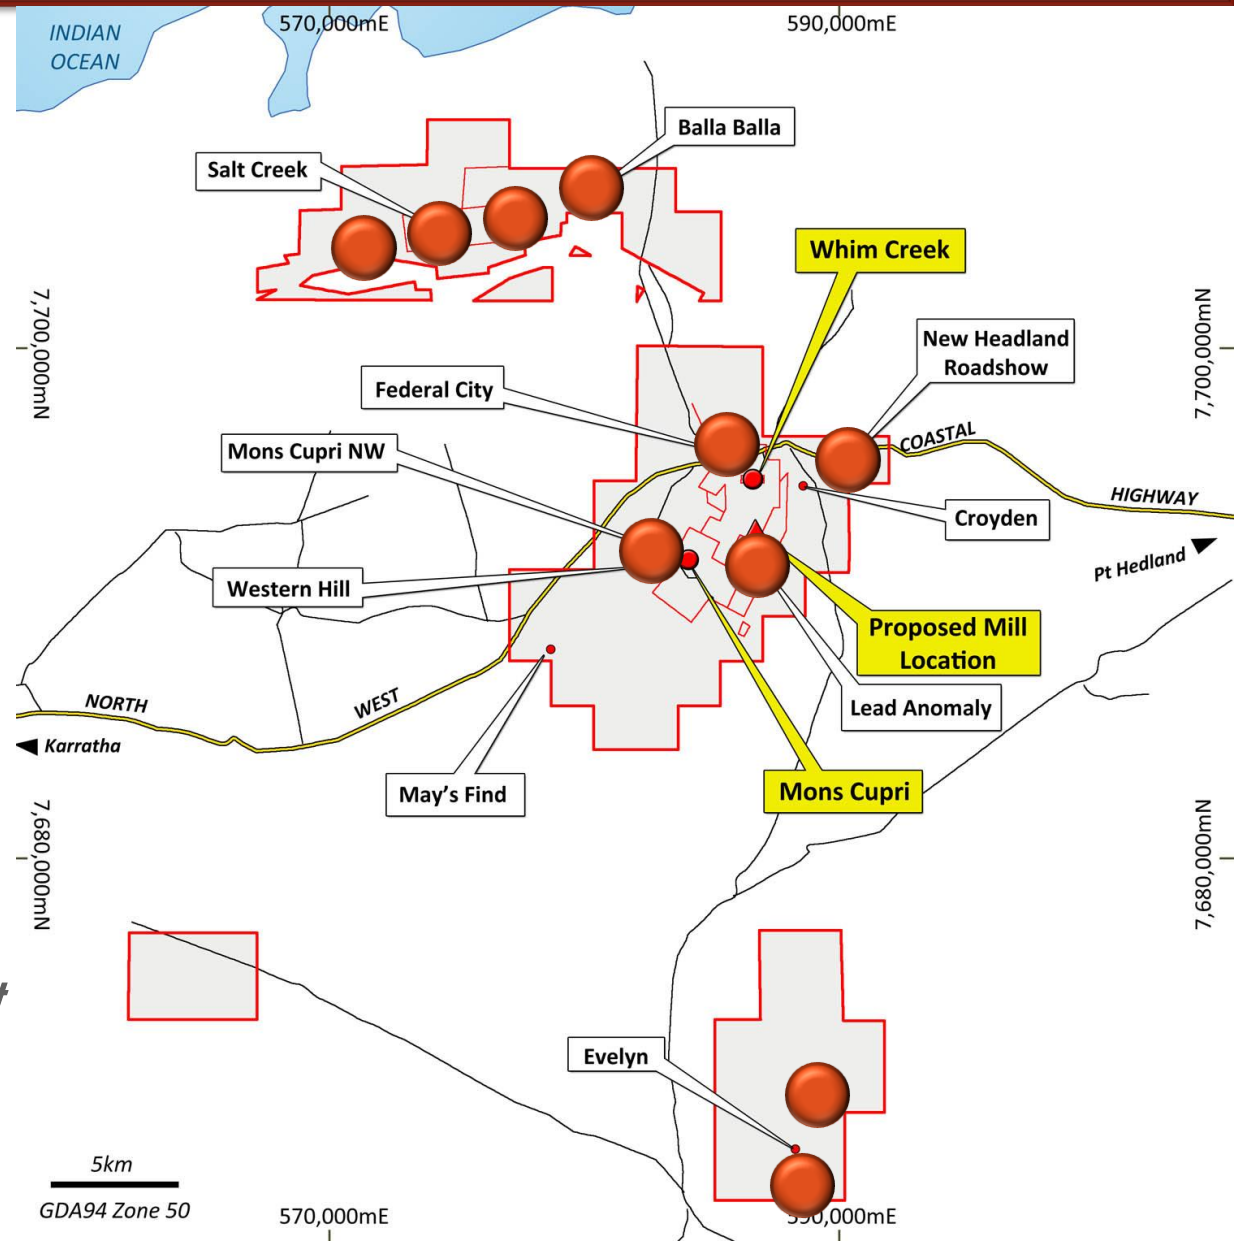 INDIAN
OCEAN
570,000mE
590,000mE
Balla Balla
Salt Creek
Whim Creek
7,700,000mN
7,700,000mN
New Headland
Roadshow
Federal City
Mons Cupri NW
COASTAL
HIGHWAY
Croyden
Pt Hedland
Western Hill
Proposed Mill
Location
Lead Anomaly
NORTH
WEST
Karratha
May's Find
Mons Cupri
7,680,000mN
7,680,000mN
Evelyn
5km
GDA94 Zone 50
570,000mE
590,000mE